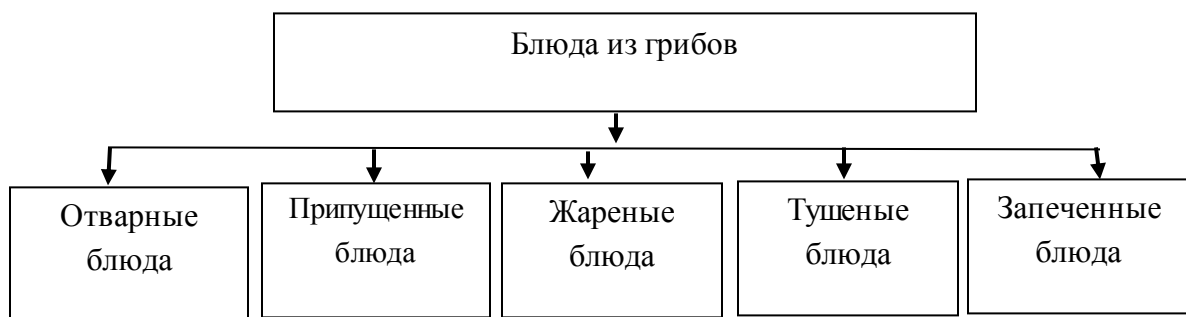 Блюда из грибов
Отварные
блюда
Припущенные
блюда
Жареные
блюда
Тушеные
блюда
Запеченные
блюда